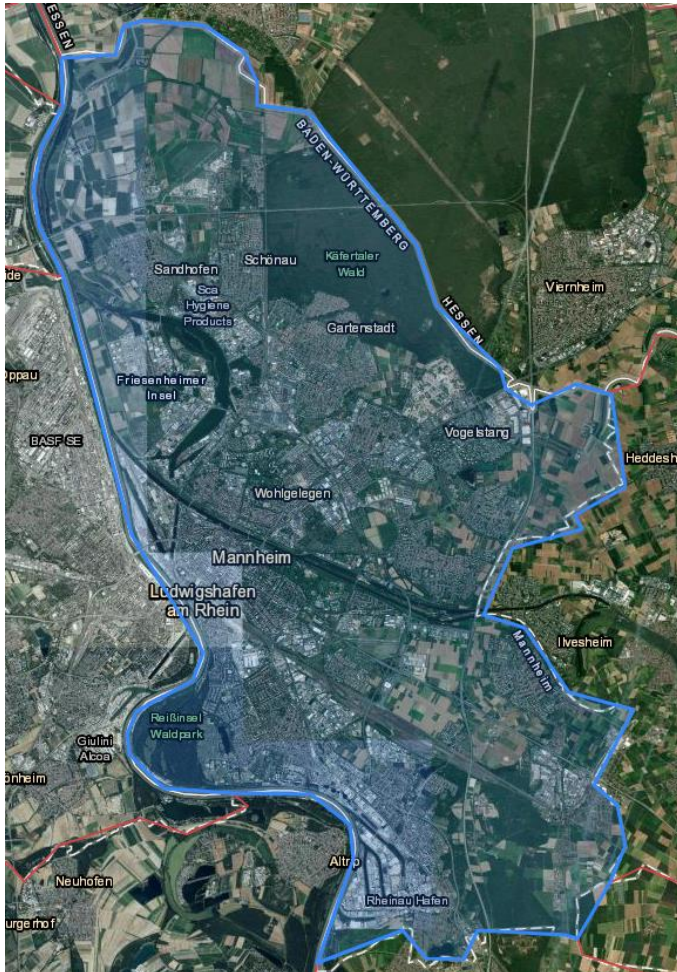 HESSEN
BADEN-WÜRTTEMBERG
Käfertaler
Wald
Schönau
Sandhofen
Sca
Hygiene
Products
ide
Viernheim
HESSEN
Gartenstadt
Oppau
Friesenheimer
Insel
Vogelstang
BASF SE
Heddesh
Wohlgelegen
Mannheim
Ludwigshafen
am Rhein
Ilvesheim
Mannheim
Reißinsel
Waldpark
Giulini
Alcoa
önheim
Altrip
Neuhofen
Rheinau Hafen
urgerhof